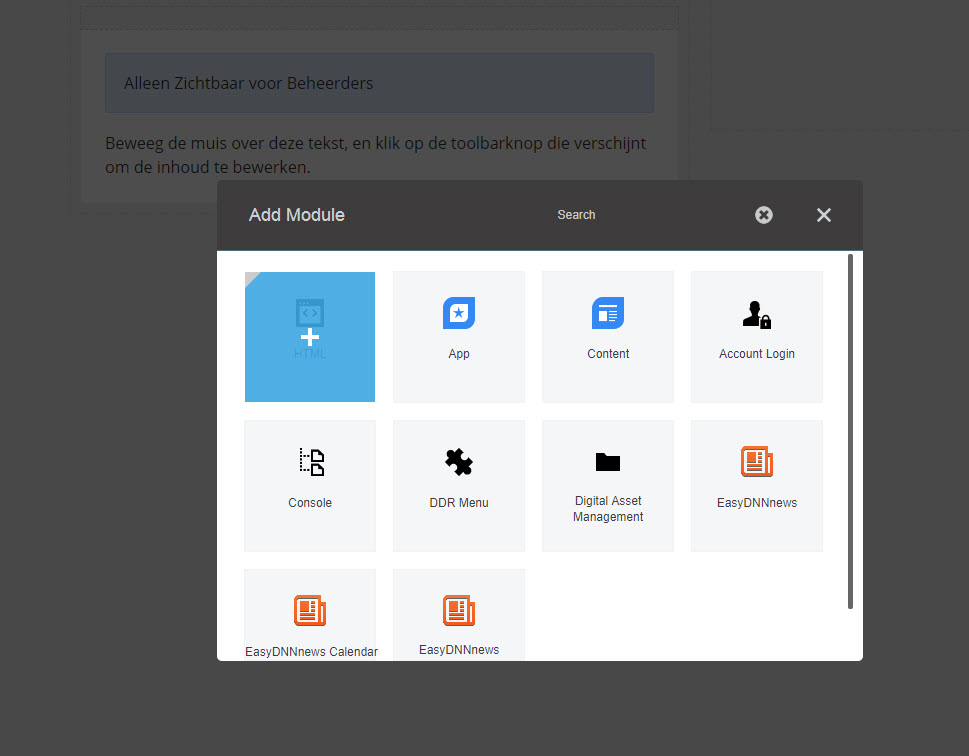 Alleen Zichtbaar voor Beheerders
Beweeg de muis over deze tekst, en klik op de toolbarknop die verschijnt
om de inhoud te bewerken.
Add Module
Search
HTML
App
Content
Account Login
Console
DDR Menu
Digital Asset
Management
EasyDNNnews
EasyDNNnews Calendar
EasyDNNnews